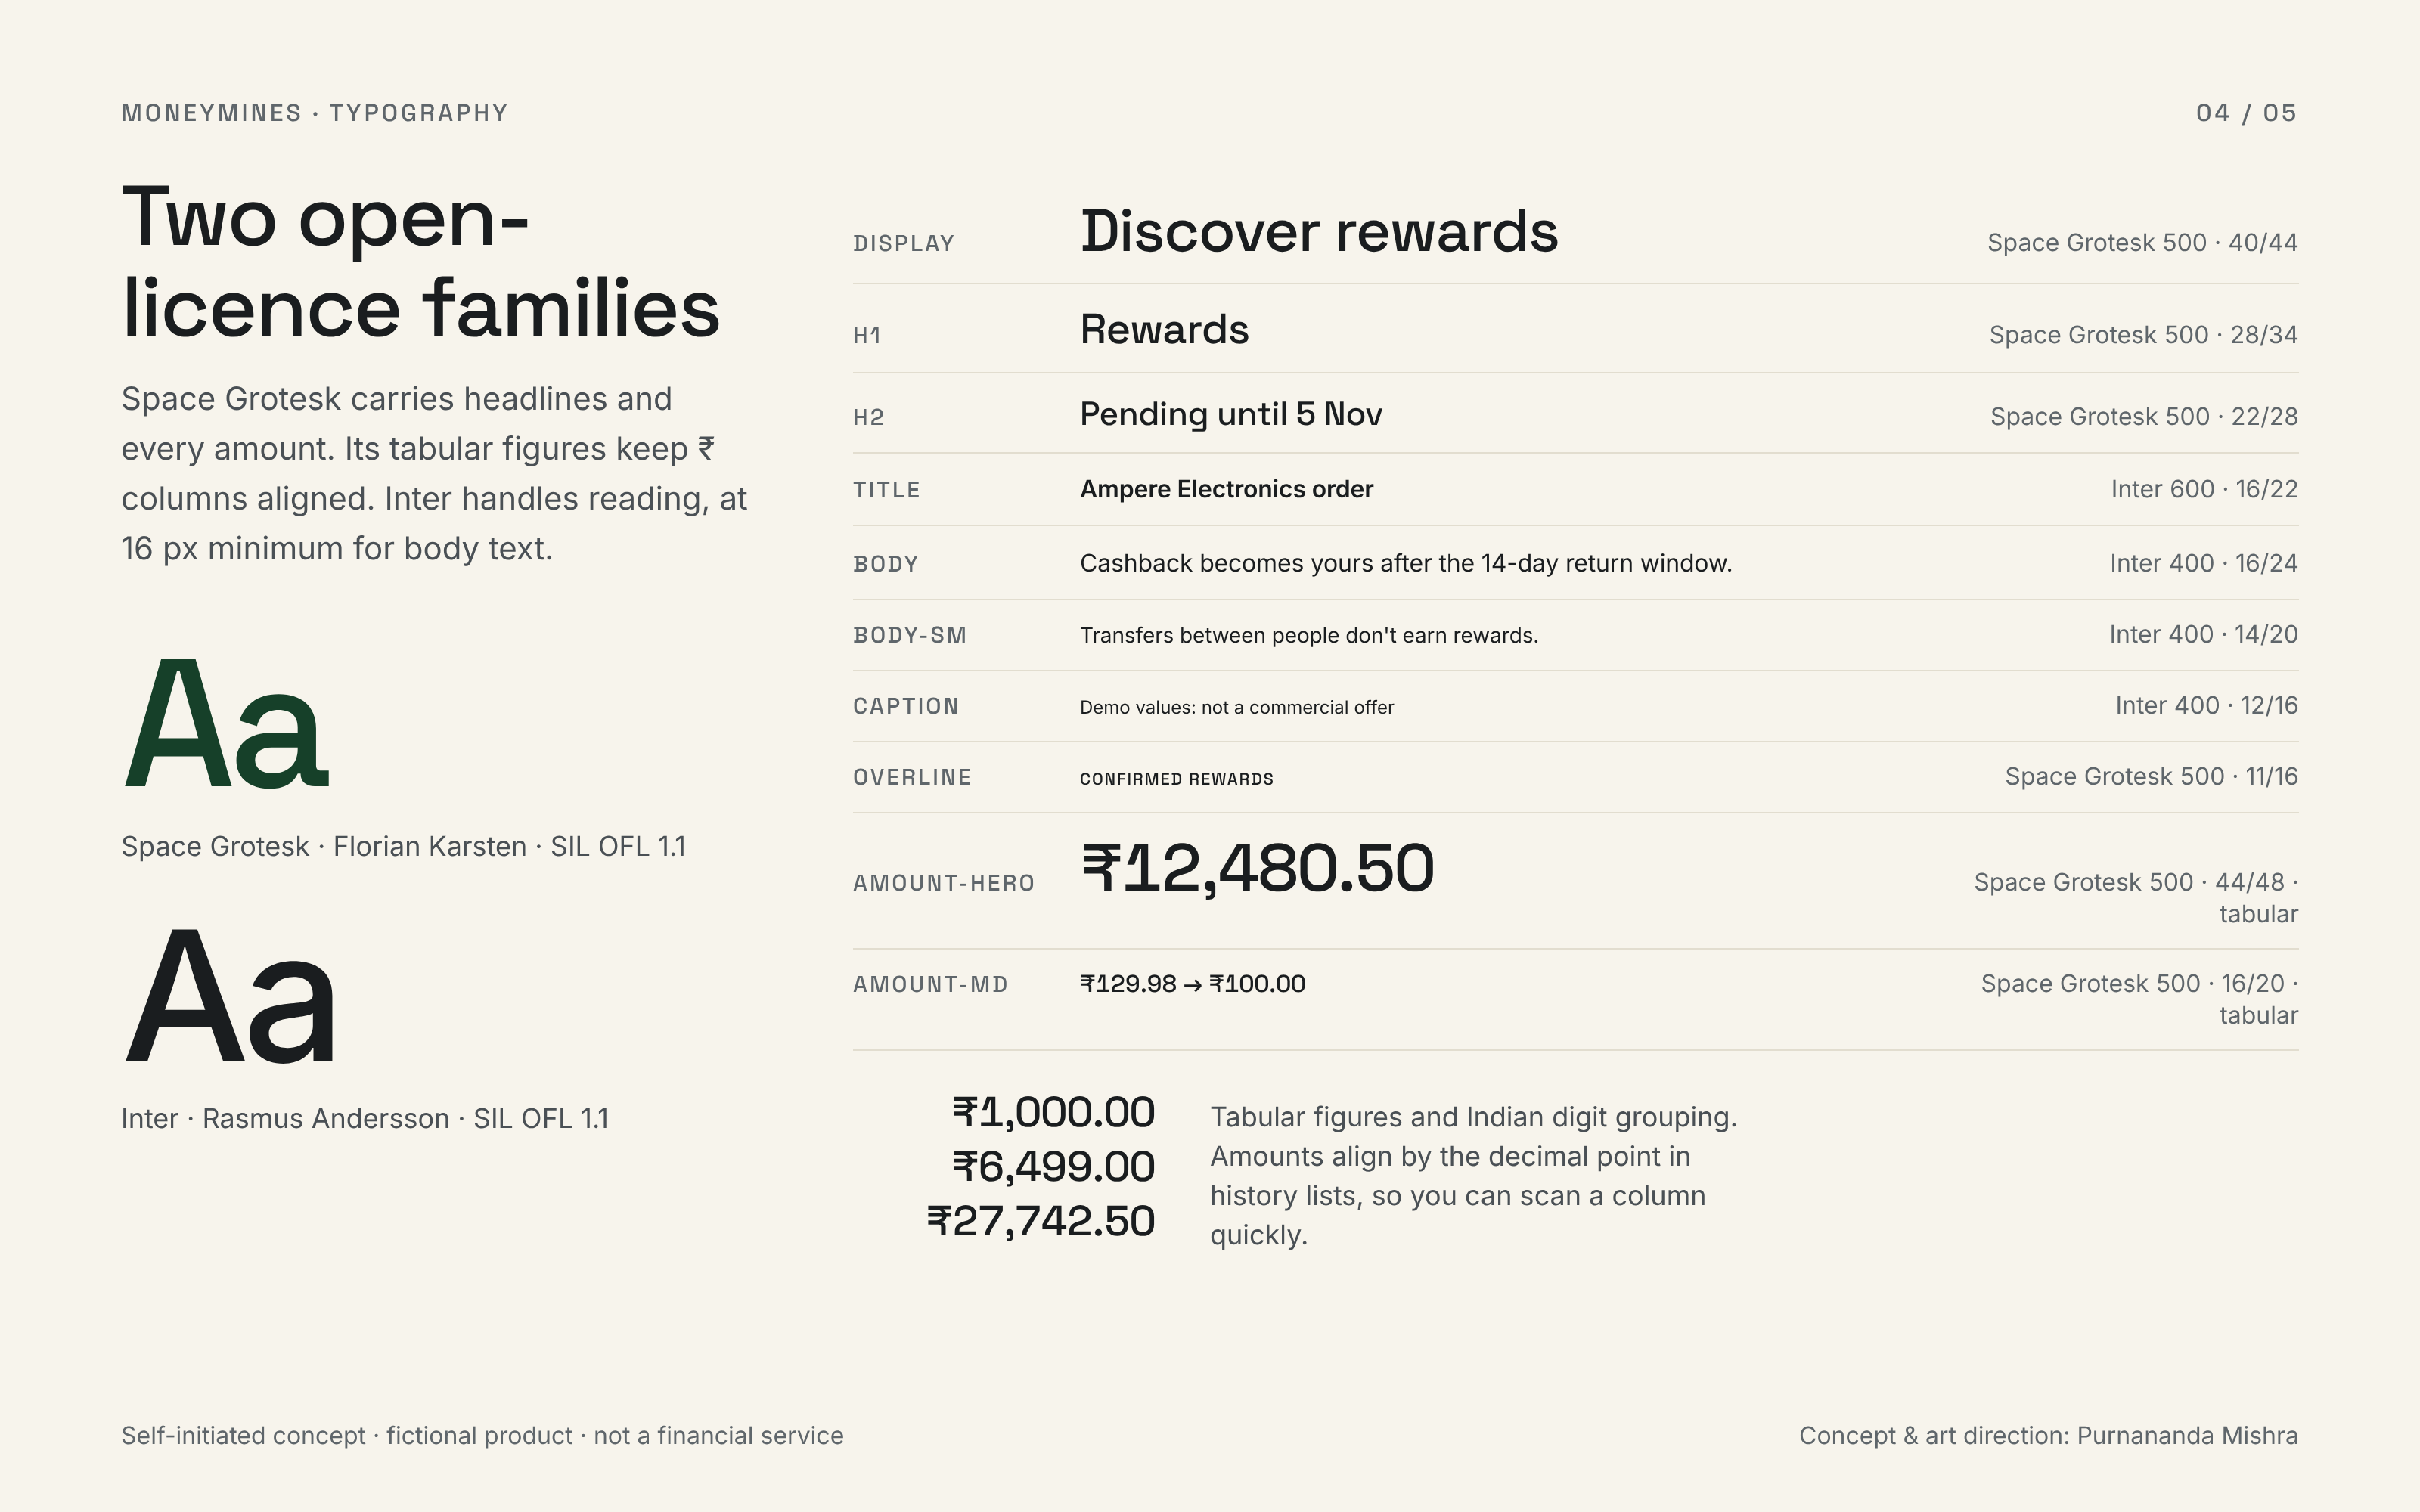 MONEYMINES · TYPOGRAPHY
04 / 05
Two open-
licence families
Space Grotesk carries headlines and
every amount. Its tabular figures keep ₹
columns aligned. Inter handles reading, at
16 px minimum for body text.
Aa
Space Grotesk · Florian Karsten · SIL OFL 1.1
Aa
Inter · Rasmus Andersson · SIL OFL 1.1
DISPLAY Discover rewards Space Grotesk 500 · 40/44
H1 Rewards Space Grotesk 500 · 28/34
H2 Pending until 5 Nov Space Grotesk 500 · 22/28
TITLE Ampere Electronics order Inter 600 · 16/22
BODY Cashback becomes yours after the 14-day return window. Inter 400 · 16/24
BODY-SM Transfers between people don't earn rewards. Inter 400 · 14/20
CAPTION Demo values: not a commercial offer Inter 400 · 12/16
OVERLINE CONFIRMED REWARDS Space Grotesk 500 · 11/16
AMOUNT-HERO ₹12,480.50 Space Grotesk 500 · 44/48 ·
tabular
AMOUNT-MD ₹129.98 → ₹100.00 Space Grotesk 500 · 16/20 ·
tabular
₹1,000.00
₹6,499.00
₹27,742.50
Tabular figures and Indian digit grouping.
Amounts align by the decimal point in
history lists, so you can scan a column
quickly.
Self-initiated concept · fictional product · not a financial service
Concept & art direction: Purnananda Mishra